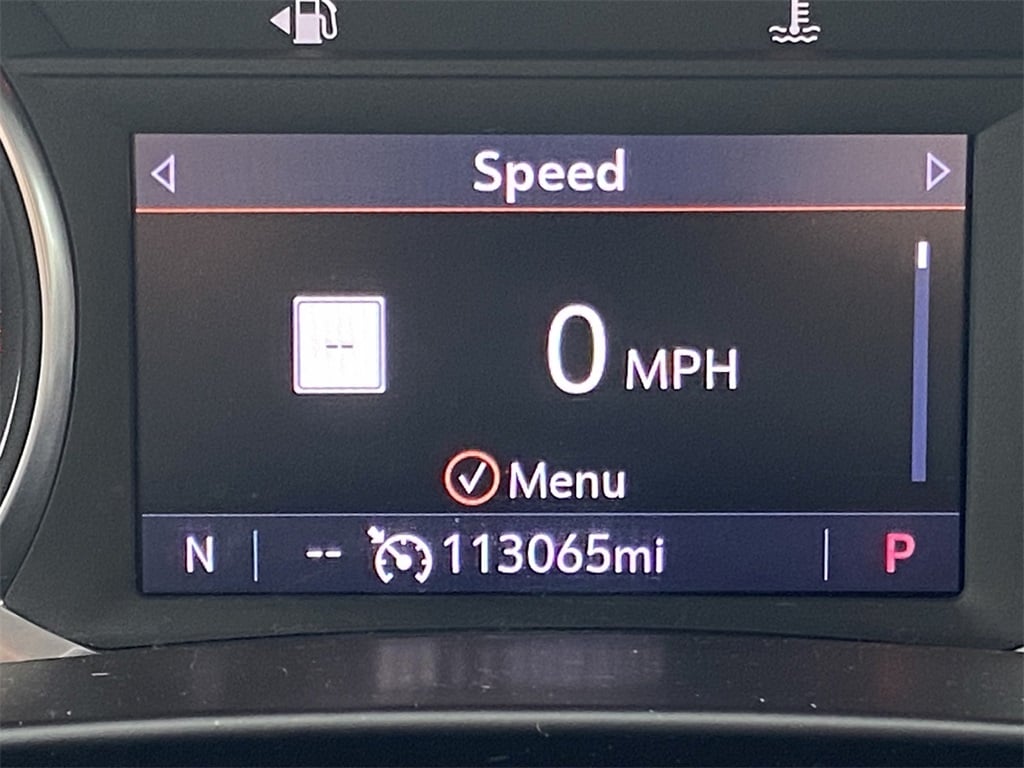 Speed
--
0 MPH
Menu
N -- 113065mi P